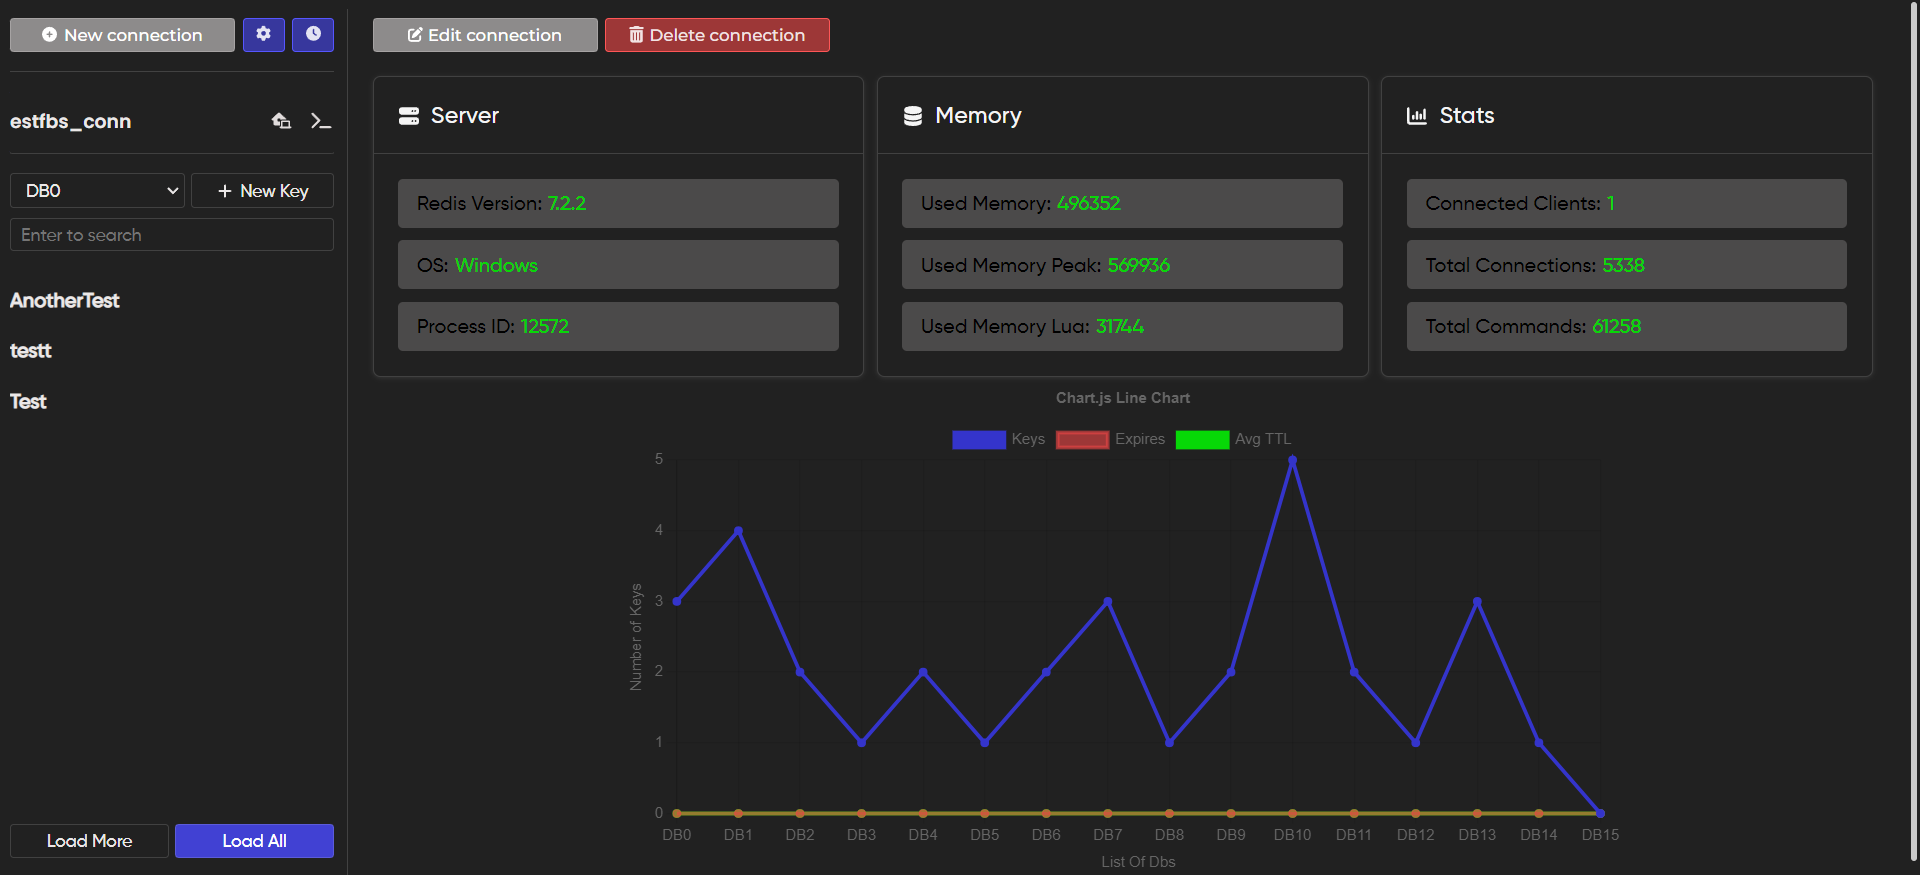 New connection
estfbs_conn
DB0
New Key
Enter to search
AnotherTest
testt
Test
Load More
Load All
Edit connection
Delete connection
Server
Redis Version: 7.2.2
OS: Windows
Process ID: 12572
Memory
Used Memory: 496352
Used Memory Peak: 569936
Used Memory Lua: 31744
Stats
Connected Clients: 1
Total Connections: 5338
Total Commands: 61258
Chart.js Line Chart
Keys Expires Avg TTL
5
4
3
2
1
0
Number of Keys
DB0 DB1 DB2 DB3 DB4 DB5 DB6 DB7 DB8 DB9 DB10 DB11 DB12 DB13 DB14 DB15
List Of Dbs